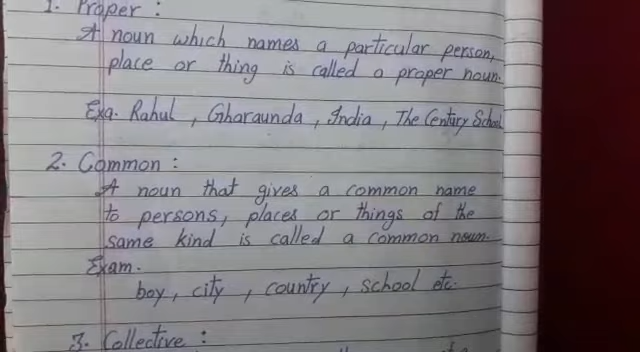 1. Proper :
A noun which names a particular person,
place or thing is called a proper noun.
Exa. Rahul , Gharaunda , India , The Century School
2. Common :
A noun that gives a common name
to persons, places or things of the
same kind is called a common noun.
Exam.
boy , city , country , school etc.
3. Collective :